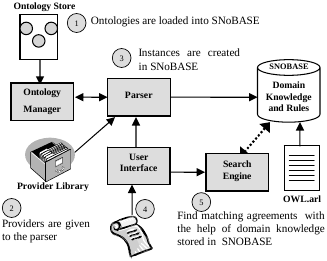 Ontology Store
1
Ontologies are loaded into SNoBASE
3
Instances are created
in SNoBASE
Ontology
Manager
Parser
SNOBASE
Domain
Knowledge
and Rules
Provider Library
User
Interface
Search
Engine
OWL.arl
2
Providers are given
to the parser
4
5
Find matching agreements with
the help of domain knowledge
stored in SNOBASE